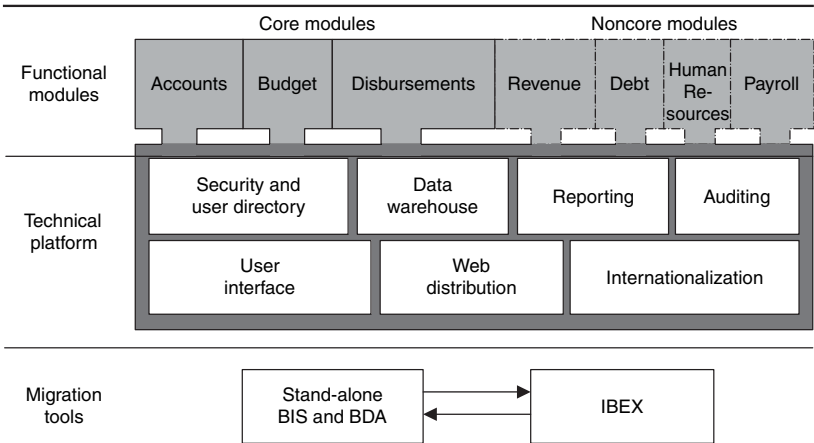 Core modules
Noncore modules
Functional
modules
Accounts
Budget
Disbursements
Revenue
Debt
Human
Re-
sources
Payroll
Technical
platform
Security and
user directory
Data
warehouse
Reporting
Auditing
User
interface
Web
distribution
Internationalization
Migration
tools
Stand-alone
BIS and BDA
IBEX